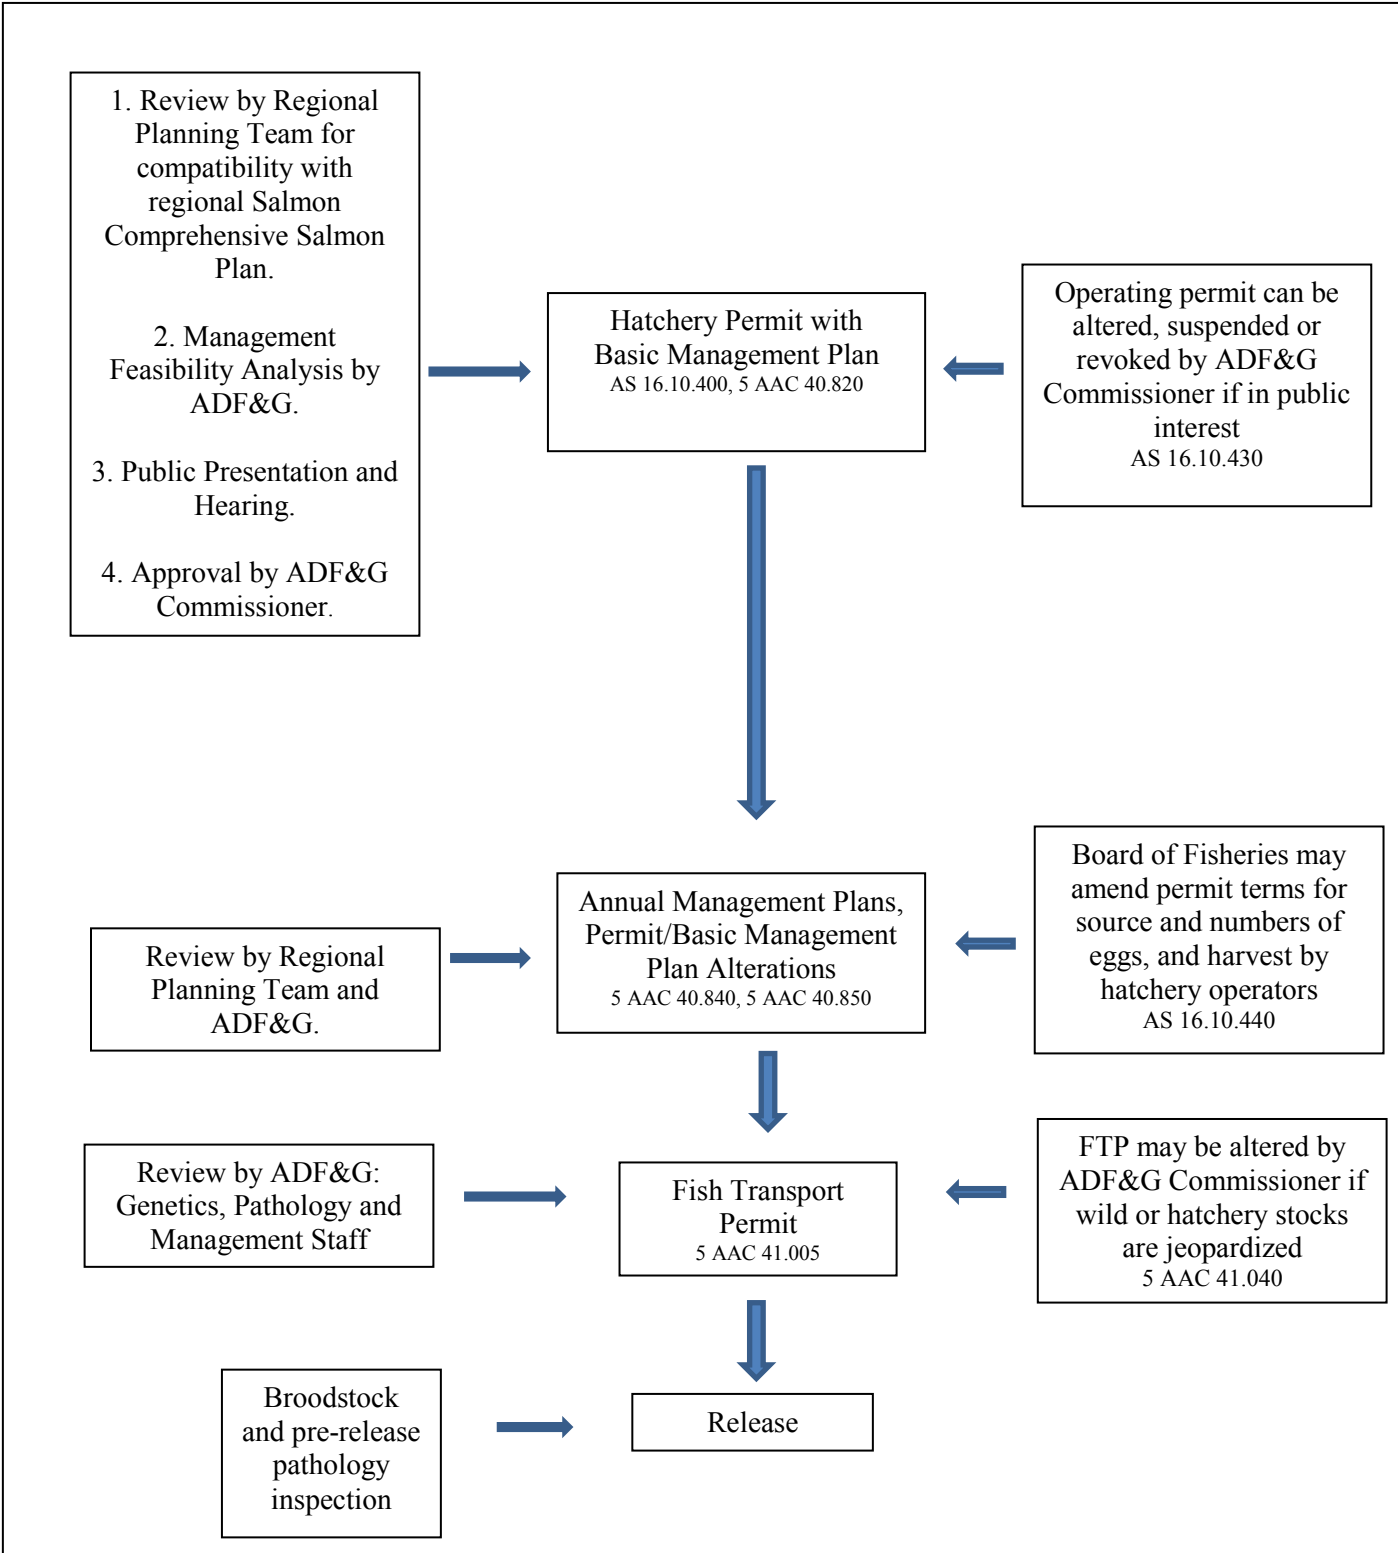 1. Review by Regional
Planning Team for
compatibility with
regional Salmon
Comprehensive Salmon
Plan.
2. Management
Feasibility Analysis by
ADF&G.
3. Public Presentation and
Hearing.
4. Approval by ADF&G
Commissioner.
Hatchery Permit with
Basic Management Plan
AS 16.10.400, 5 AAC 40.820
Operating permit can be
altered, suspended or
revoked by ADF&G
Commissioner if in public
interest
AS 16.10.430
Review by Regional
Planning Team and
ADF&G.
Annual Management Plans,
Permit/Basic Management
Plan Alterations
5 AAC 40.840, 5 AAC 40.850
Board of Fisheries may
amend permit terms for
source and numbers of
eggs, and harvest by
hatchery operators
AS 16.10.440
Review by ADF&G:
Genetics, Pathology and
Management Staff
Fish Transport
Permit
5 AAC 41.005
FTP may be altered by
ADF&G Commissioner if
wild or hatchery stocks
are jeopardized
5 AAC 41.040
Broodstock
and pre-release
pathology
inspection
Release